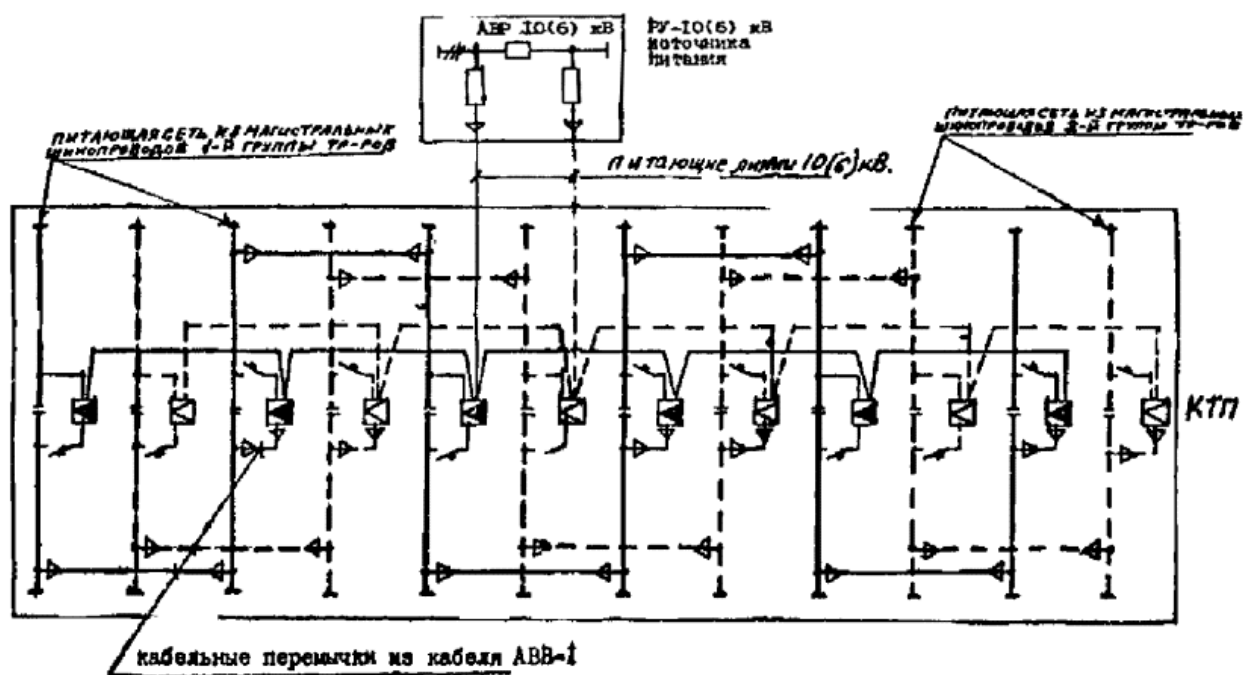 АВР 10(6) кВ
РУ-10(6) кВ
источника
питания
ПИТАЮЩАЯ СЕТЬ ИЗ МАГИСТРАЛЬНЫХ
ШИНОПРОВОДОВ 1-Й ГРУППЫ ТР-РОВ
ПИТАЮЩАЯ СЕТЬ ИЗ МАГИСТРАЛЬНЫХ
ШИНОПРОВОДОВ 2-Й ГРУППЫ ТР-РОВ
ПИТАЮЩИЕ линии 10(6) кВ.
КТП
кабельные перемычки из кабеля АВВ-1